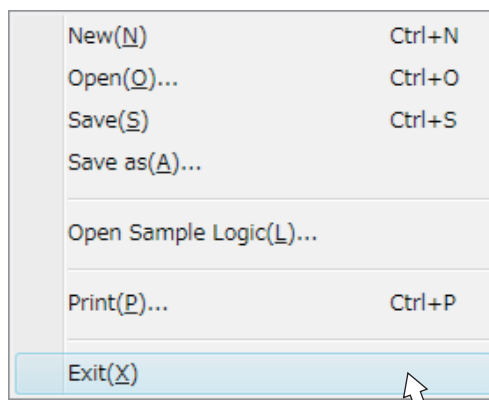 New(N) Ctrl+N
Open(O)... Ctrl+O
Save(S) Ctrl+S
Save as(A)...
Open Sample Logic(L)...
Print(P)... Ctrl+P
Exit(X)